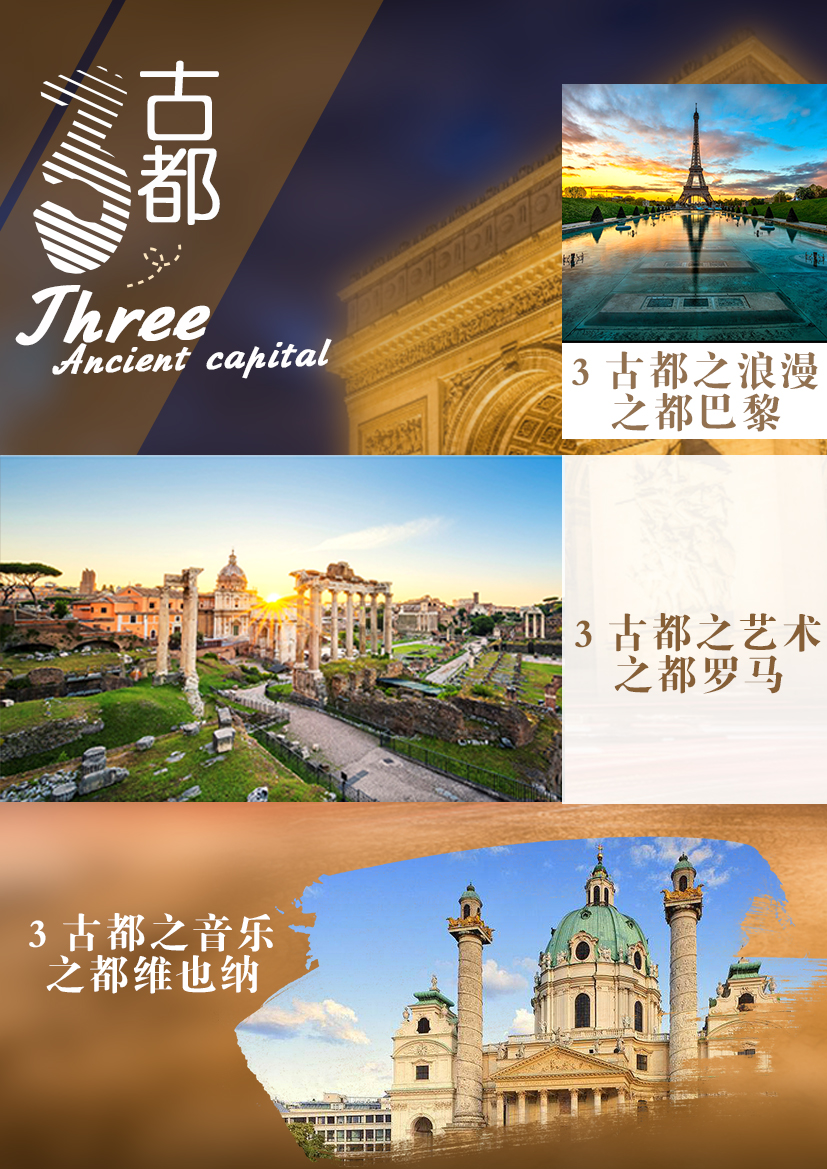 3古都
Three
Ancient capital
3 古都之浪漫
之都巴黎
3 古都之艺术
之都罗马
3 古都之音乐
之都维也纳